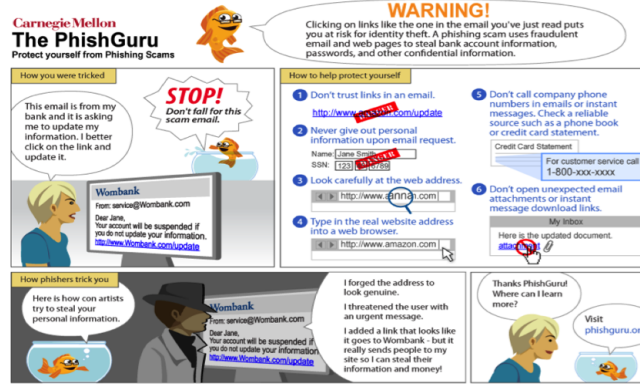 Carnegie Mellon
The PhishGuru
Protect yourself from Phishing Scams
WARNING!
Clicking on links like the one in the email you've just read puts
you at risk for identity theft. A phishing scam uses fraudulent
email and web pages to steal bank account information,
passwords, and other confidential information.
How you were tricked
This email is from my
bank and it is asking
me to update my
information. I better
click on the link and
update it.
STOP!
Don't fall for this
scam email.
Wombank
From: service@Wombank.com
Dear Jane,
Your account will be suspended if
you do not update your information.
http://www.Wombank.com/update
How to help protect yourself
1 Don't trust links in an email.
http://www. .com/update
DANGER
2 Never give out personal
information upon email request.
Name: Jane Smith
SSN: 123 6789
DANGER
3 Look carefully at the web address.
http://www.annan.com
4 Type in the real website address
into a web browser.
http://www.amazon.com
5 Don't call company phone
numbers in emails or instant
messages. Check a reliable
source such as a phone book
or credit card statement.
Credit Card Statement
For customer service call
1-800-xxx-xxxx
6 Don't open unexpected email
attachments or instant
message download links.
My Inbox
Here is the updated document.
attachment
How phishers trick you
Here is how con artists
try to steal your
personal information.
Wombank
From: service@Wombank.com
Dear Jane,
Your account will be suspended if
you do not update your information.
http://www.Wombank.com/update
I forged the address to
look genuine.
I threatened the user with
an urgent message.
I added a link that looks like
it goes to Wombank - but it
really sends people to my
site so I can steal their
information and money!
Thanks PhishGuru!
Where can I learn
more?
Visit
phishguru.or